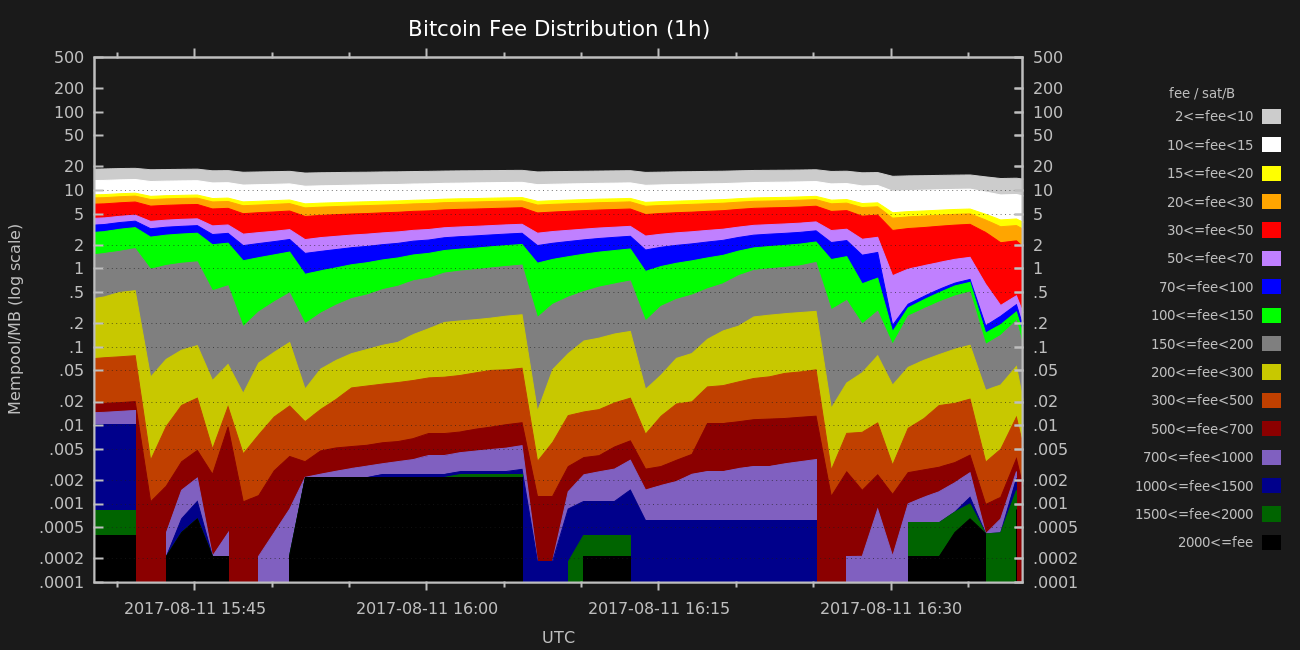 Bitcoin Fee Distribution (1h)
500 500
200 200
100 100
50 50
20 20
10 10
5 5
2 2
1 1
.5 .5
.2 .2
.1 .1
.05 .05
.02 .02
.01 .01
.005 .005
.002 .002
.001 .001
.0005 .0005
.0002 .0002
.0001 .0001
Mempool/MB (log scale)
2017-08-11 15:45 2017-08-11 16:00 2017-08-11 16:15 2017-08-11 16:30
UTC
fee / sat/B
2<=fee<10
10<=fee<15
15<=fee<20
20<=fee<30
30<=fee<50
50<=fee<70
70<=fee<100
100<=fee<150
150<=fee<200
200<=fee<300
300<=fee<500
500<=fee<700
700<=fee<1000
1000<=fee<1500
1500<=fee<2000
2000<=fee